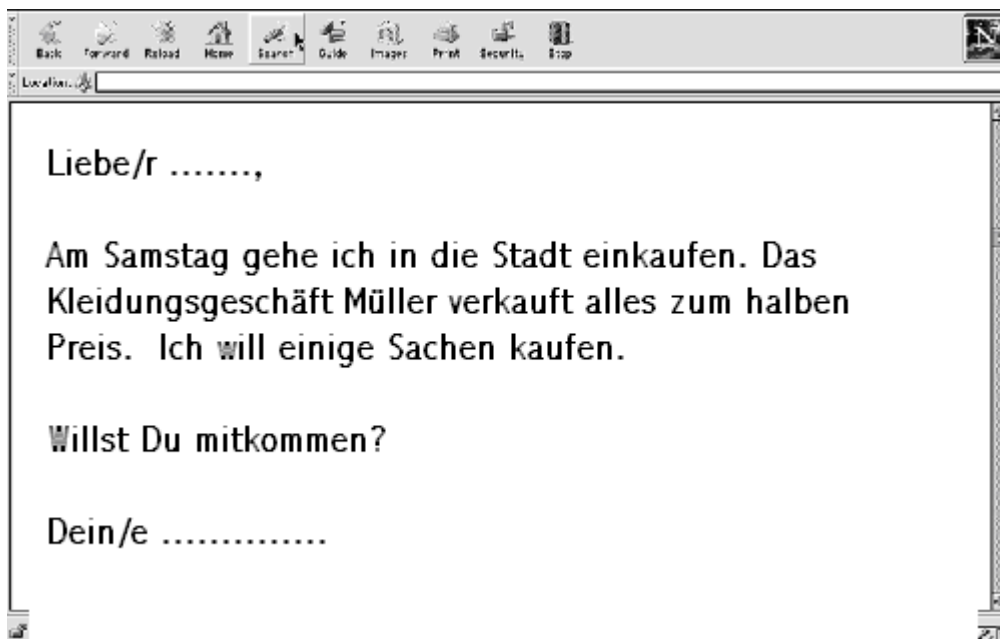 Back Forward Reload Home Search Guide Images Print Security Stop
Location:
Liebe/r .......,
Am Samstag gehe ich in die Stadt einkaufen. Das
Kleidungsgeschäft Müller verkauft alles zum halben
Preis. Ich will einige Sachen kaufen.
Willst Du mitkommen?
Dein/e ..............